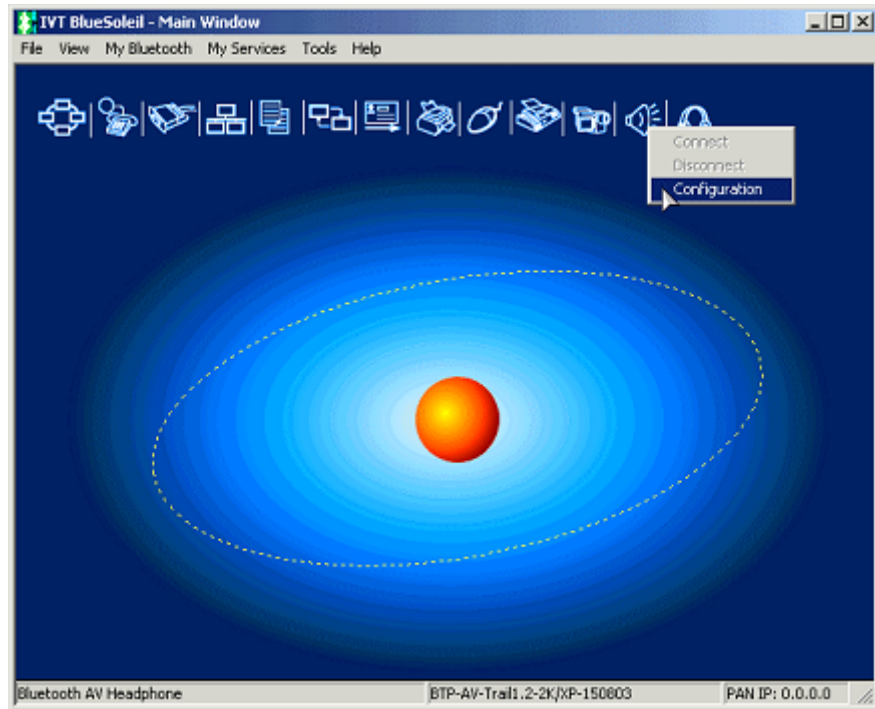 IVT BlueSoleil - Main Window
File View My Bluetooth My Services Tools Help
Connect
Disconnect
Configuration
Bluetooth AV Headphone BTP-AV-Trail1.2-2K/XP-150803 PAN IP: 0.0.0.0